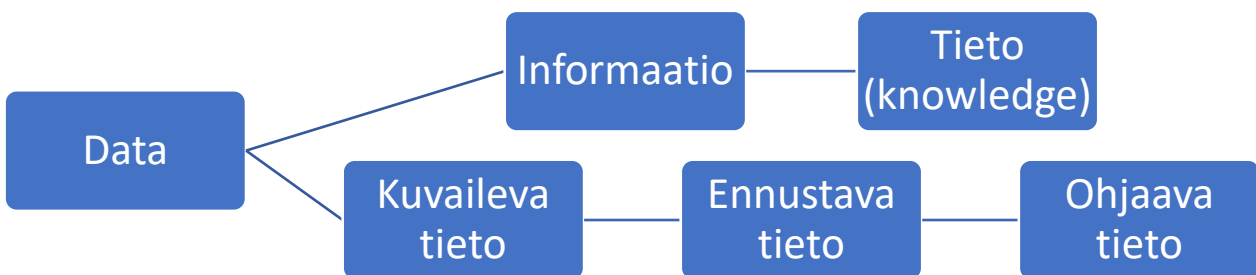 Data
Informaatio
Tieto
(knowledge)
Kuvaileva
tieto
Ennustava
tieto
Ohjaava
tieto